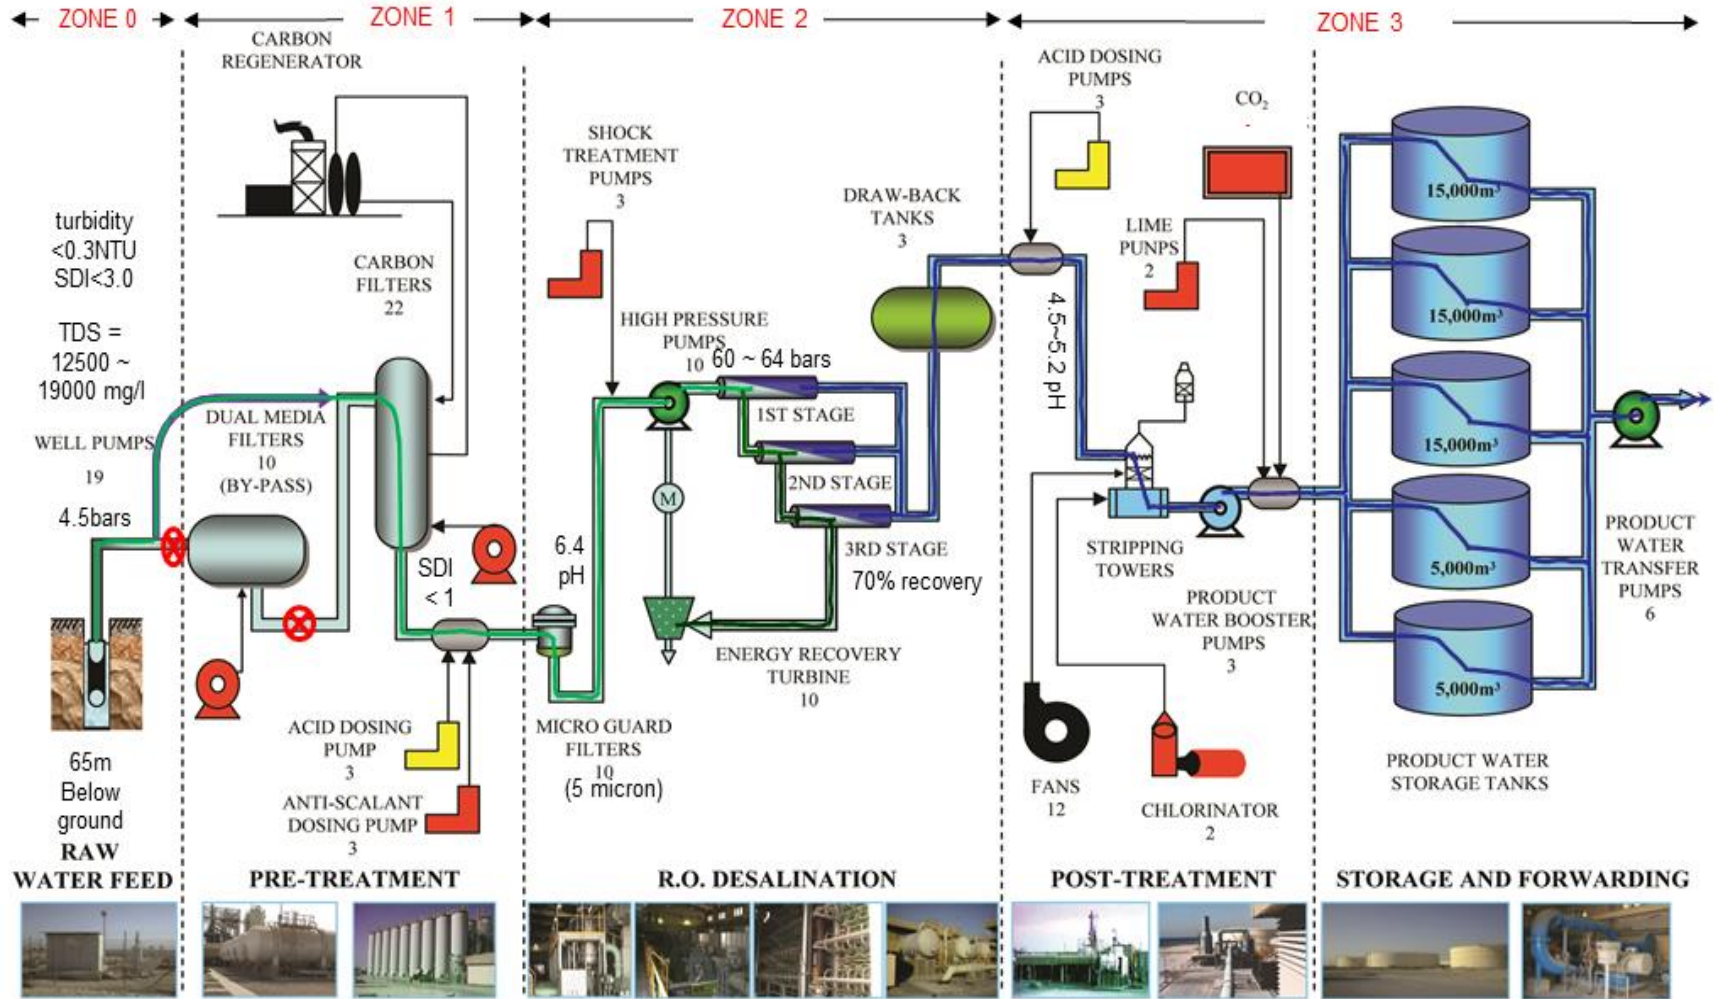 ZONE 0
ZONE 1
ZONE 2
ZONE 3
turbidity
<0.3NTU
SDI<3.0
TDS =
12500 ~
19000 mg/l
WELL PUMPS
19
4.5bars
65m
Below
ground
RAW
WATER FEED
CARBON
REGENERATOR
CARBON
FILTERS
22
DUAL MEDIA
FILTERS
10
(BY-PASS)
SDI
< 1
ACID DOSING
PUMP
3
ANTI-SCALANT
DOSING PUMP
3
PRE-TREATMENT
SHOCK
TREATMENT
PUMPS
3
HIGH PRESSURE
PUMPS
10
60 ~ 64 bars
1ST STAGE
2ND STAGE
3RD STAGE
70% recovery
M
6.4
pH
DRAW-BACK
TANKS
3
ENERGY RECOVERY
TURBINE
10
MICRO GUARD
FILTERS
10
(5 micron)
R.O. DESALINATION
ACID DOSING
PUMPS
3
CO₂
LIME
PUNPS
2
4.5~5.2 pH
STRIPPING
TOWERS
PRODUCT
WATER BOOSTER
PUMPS
3
FANS
12
CHLORINATOR
2
POST-TREATMENT
15,000m³
15,000m³
15,000m³
5,000m³
5,000m³
PRODUCT
WATER
TRANSFER
PUMPS
6
PRODUCT WATER
STORAGE TANKS
STORAGE AND FORWARDING